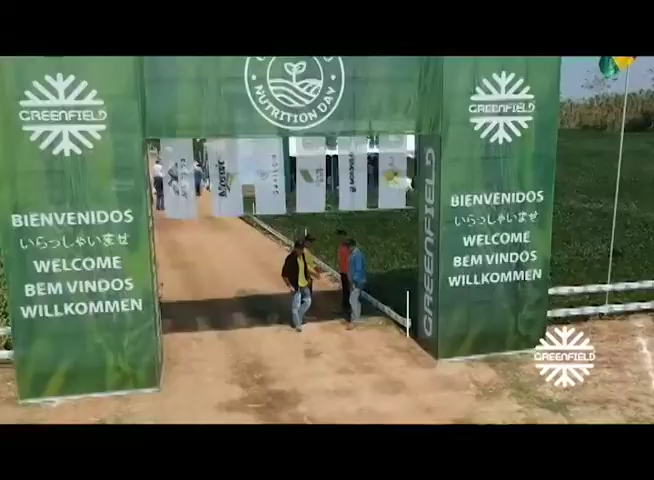 GREENFIELD
NUTRITION DAY
GREENFIELD
BIENVENIDOS
いらっしゃいませ
WELCOME
BEM VINDOS
WILLKOMMEN
GREENFIELD
BIENVENIDOS
いらっしゃいませ
WELCOME
BEM VINDOS
WILLKOMMEN
GREENFIELD